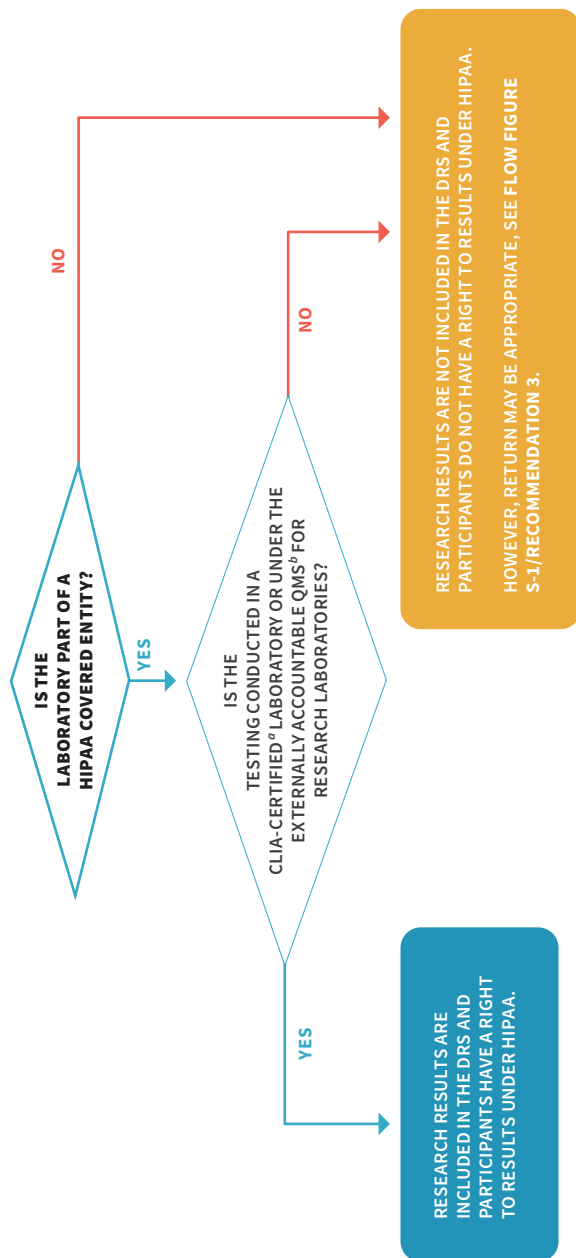 IS THE
LABORATORY PART OF A
HIPAA COVERED ENTITY?
NO
YES
IS THE
TESTING CONDUCTED IN A
CLIA-CERTIFIEDᵃ LABORATORY OR UNDER THE
EXTERNALLY ACCOUNTABLE QMSᵇ FOR
RESEARCH LABORATORIES?
YES
NO
RESEARCH RESULTS ARE
INCLUDED IN THE DRS AND
PARTICIPANTS HAVE A RIGHT
TO RESULTS UNDER HIPAA.
RESEARCH RESULTS ARE NOT INCLUDED IN THE DRS AND
PARTICIPANTS DO NOT HAVE A RIGHT TO RESULTS UNDER HIPAA.
HOWEVER, RETURN MAY BE APPROPRIATE, SEE FLOW FIGURE
S-1/RECOMMENDATION 3.